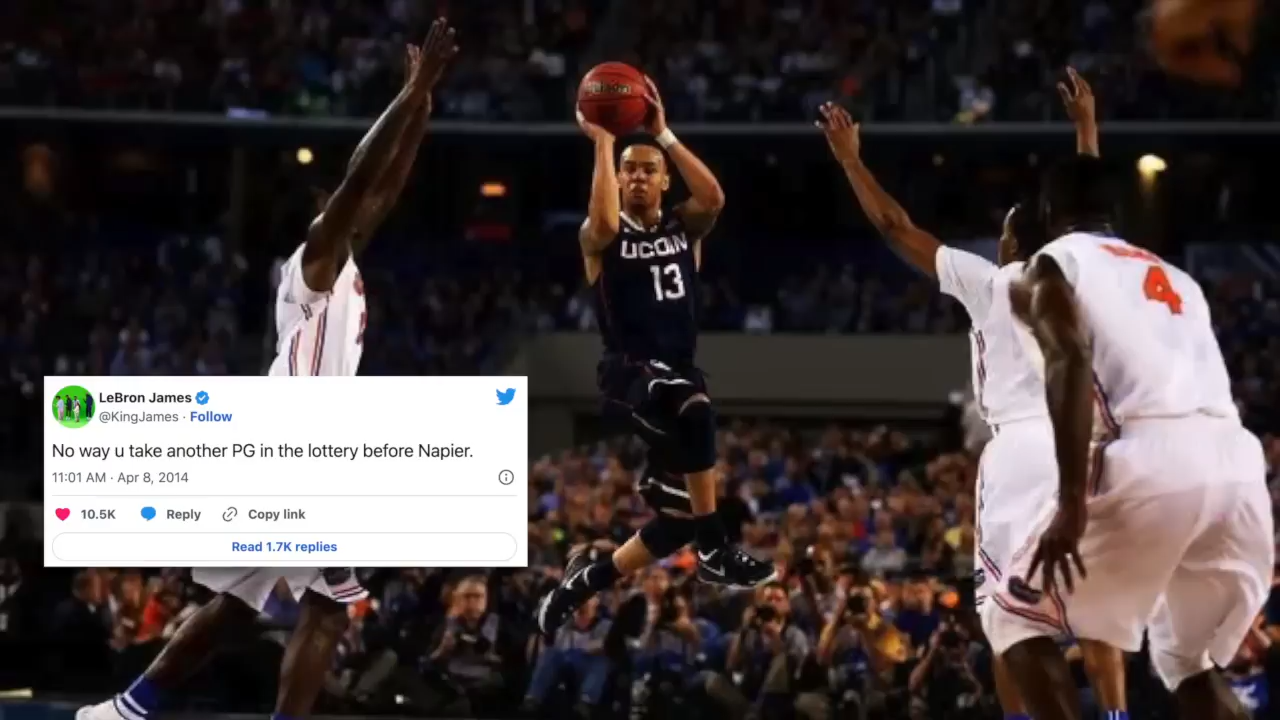 UCONN
13
4
LeBron James
@KingJames · Follow
No way u take another PG in the lottery before Napier.
11:01 AM · Apr 8, 2014
10.5K Reply Copy link
Read 1.7K replies